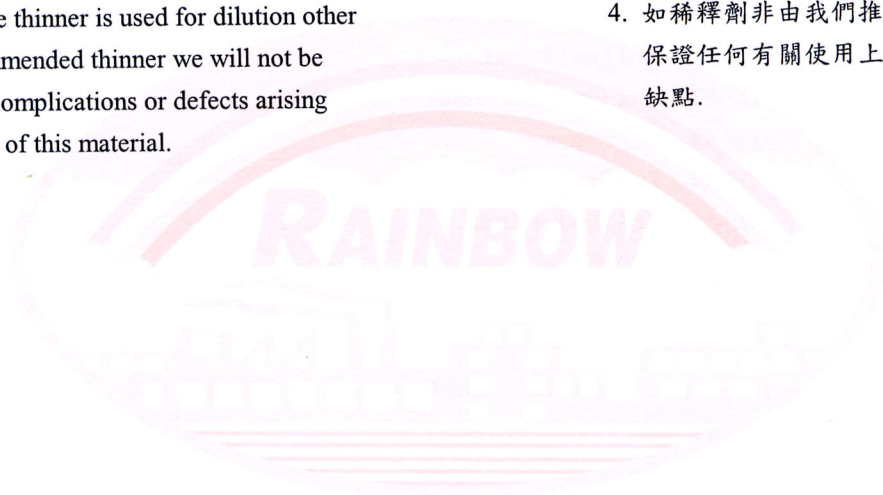 e thinner is used for dilution other
mended thinner we will not be
omplications or defects arising
of this material.
4. 如稀釋劑非由我們推
保證任何有關使用上
缺點.
RAINBOW